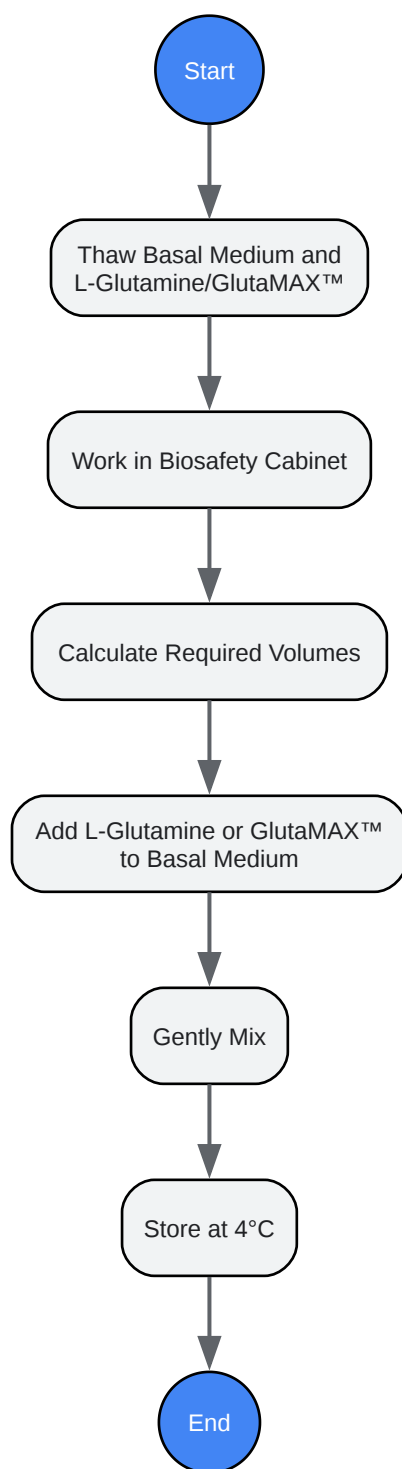 Start
Thaw Basal Medium and
L-Glutamine/GlutaMAX™
Work in Biosafety Cabinet
Calculate Required Volumes
Add L-Glutamine or GlutaMAX™
to Basal Medium
Gently Mix
Store at 4°C
End